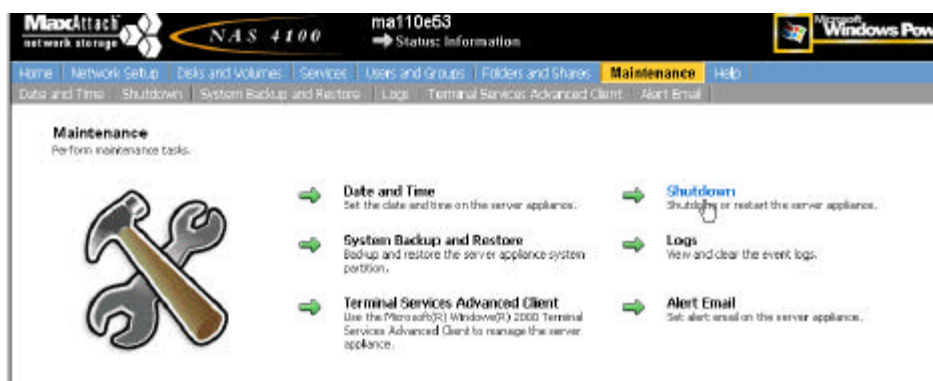 MaxAttach
network storage
NAS 4100
ma110e53
Status: Information
Microsoft
Windows Pow
Home Network Setup Disks and Volumes Services Users and Groups Folders and Shares Maintenance Help
Date and Time Shutdown System Backup and Restore Logs Terminal Services Advanced Client Alert Email
Maintenance
Perform maintenance tasks.
Date and Time
Set the date and time on the server appliance.
Shutdown
Shutdown or restart the server appliance.
System Backup and Restore
Backup and restore the server appliance system
partition.
Logs
View and clear the event logs.
Terminal Services Advanced Client
Use the Microsoft(R) Windows(R) 2000 Terminal
Services Advanced Client to manage the server
appliance.
Alert Email
Set alert email on the server appliance.